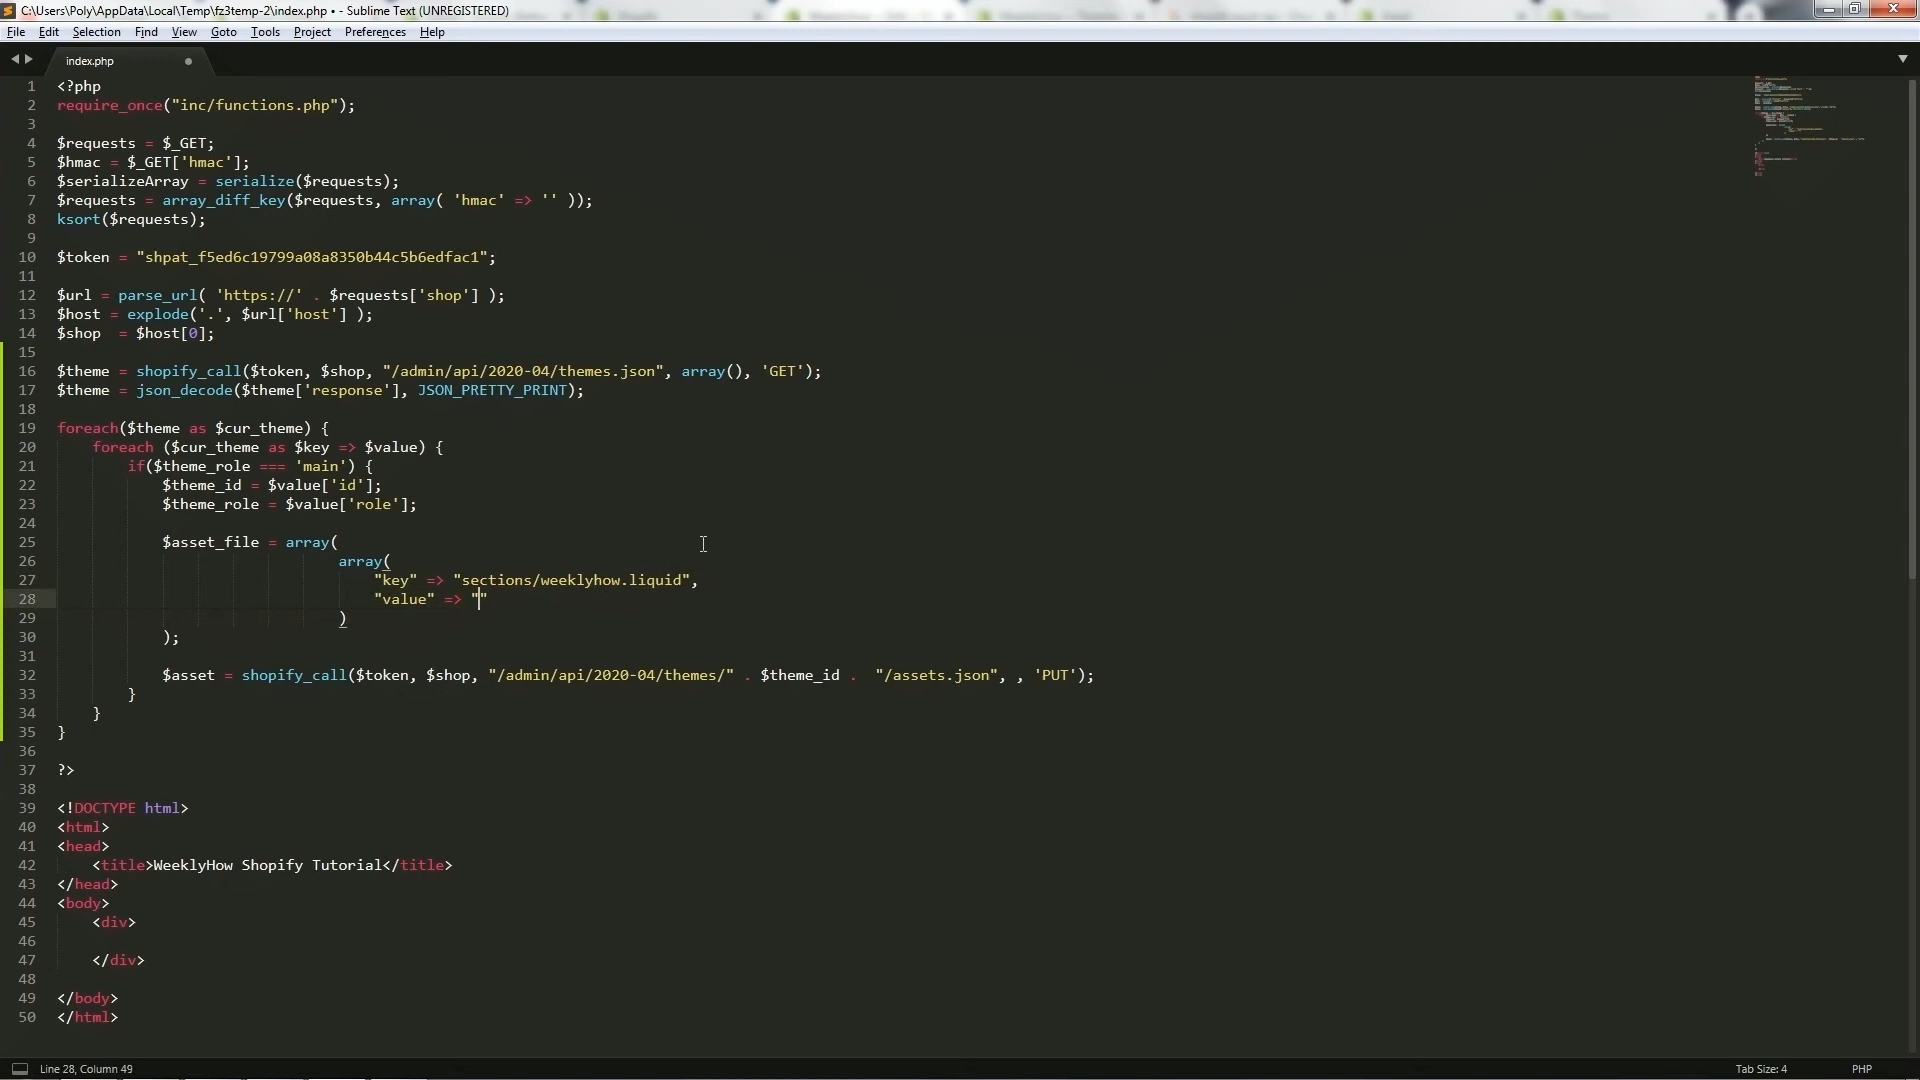 C:\Users\Poly\AppData\Local\Temp\fz3temp-2\index.php • - Sublime Text (UNREGISTERED)
File Edit Selection Find View Goto Tools Project Preferences Help
index.php
1 <?php
2 require_once("inc/functions.php");
3
4 $requests = $_GET;
5 $hmac = $_GET['hmac'];
6 $serializeArray = serialize($requests);
7 $requests = array_diff_key($requests, array( 'hmac' => '' ));
8 ksort($requests);
9
10 $token = "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";
11
12 $url = parse_url( 'https://' . $requests['shop'] );
13 $host = explode('.', $url['host'] );
14 $shop  = $host[0];
15
16 $theme = shopify_call($token, $shop, "/admin/api/2020-04/themes.json", array(), 'GET');
17 $theme = json_decode($theme['response'], JSON_PRETTY_PRINT);
18
19 foreach($theme as $cur_theme) {
20     foreach ($cur_theme as $key => $value) {
21         if($theme_role === 'main') {
22             $theme_id = $value['id'];
23             $theme_role = $value['role'];
24
25             $asset_file = array(
26                                 array(
27                                     "key" => "sections/weeklyhow.liquid",
28                                     "value" => ""
29                                 )
30             );
31
32             $asset = shopify_call($token, $shop, "/admin/api/2020-04/themes/" . $theme_id .  "/assets.json", , 'PUT');
33         }
34     }
35 }
36
37 ?>
38
39 <!DOCTYPE html>
40 <html>
41 <head>
42     <title>WeeklyHow Shopify Tutorial</title>
43 </head>
44 <body>
45     <div>
46
47     </div>
48
49 </body>
50 </html>
Line 28, Column 49 Tab Size: 4 PHP